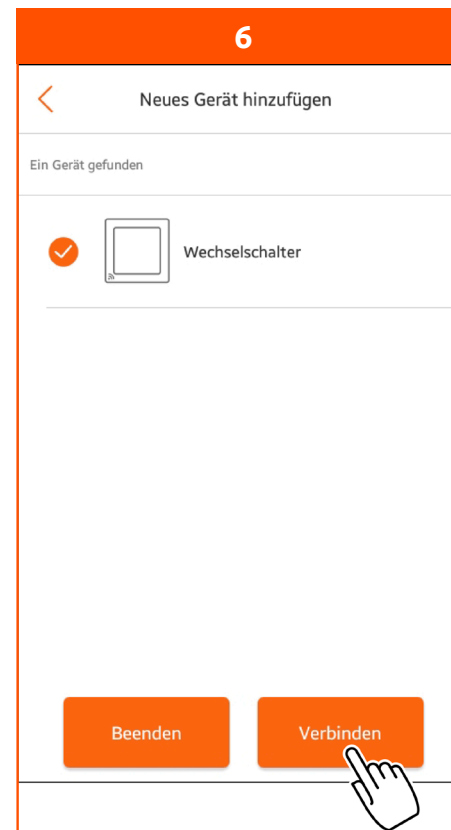 6
Neues Gerät hinzufügen
Ein Gerät gefunden
Wechselschalter
Beenden
Verbinden